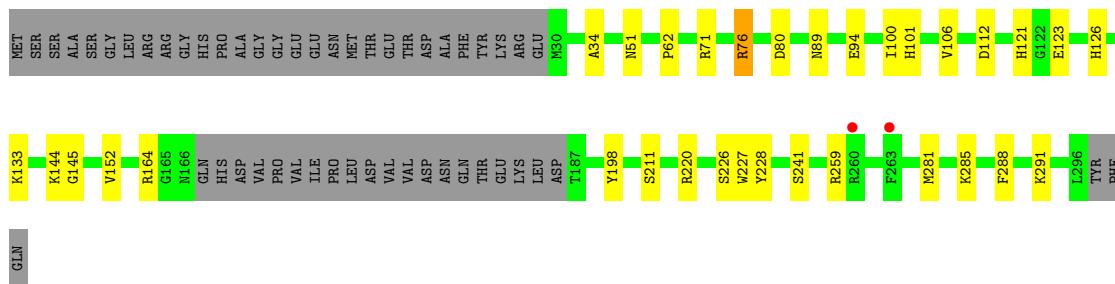 MET SER SER ALA SER GLY LEU ARG ARG GLY HIS PRO ALA GLY GLY GLU GLU ASN MET THR GLU THR ASP ALA PHE TYR LYS ARG GLU M30 A34 N51 P62 R71 R76 D80 N89 E94 I100 H101 V106 D112 H121 G122 E123 H126
K133 K144 G145 V152 R164 G165 N166 GLN HIS ASP VAL PRO VAL ILE PRO LEU ASP VAL VAL ASP ASN GLN THR GLU LYS LEU ASP T187 Y198 S211 R220 S226 W227 Y228 S241 R259 R260 F263 M281 K285 F288 K291 L296 TYR PHE
GLN